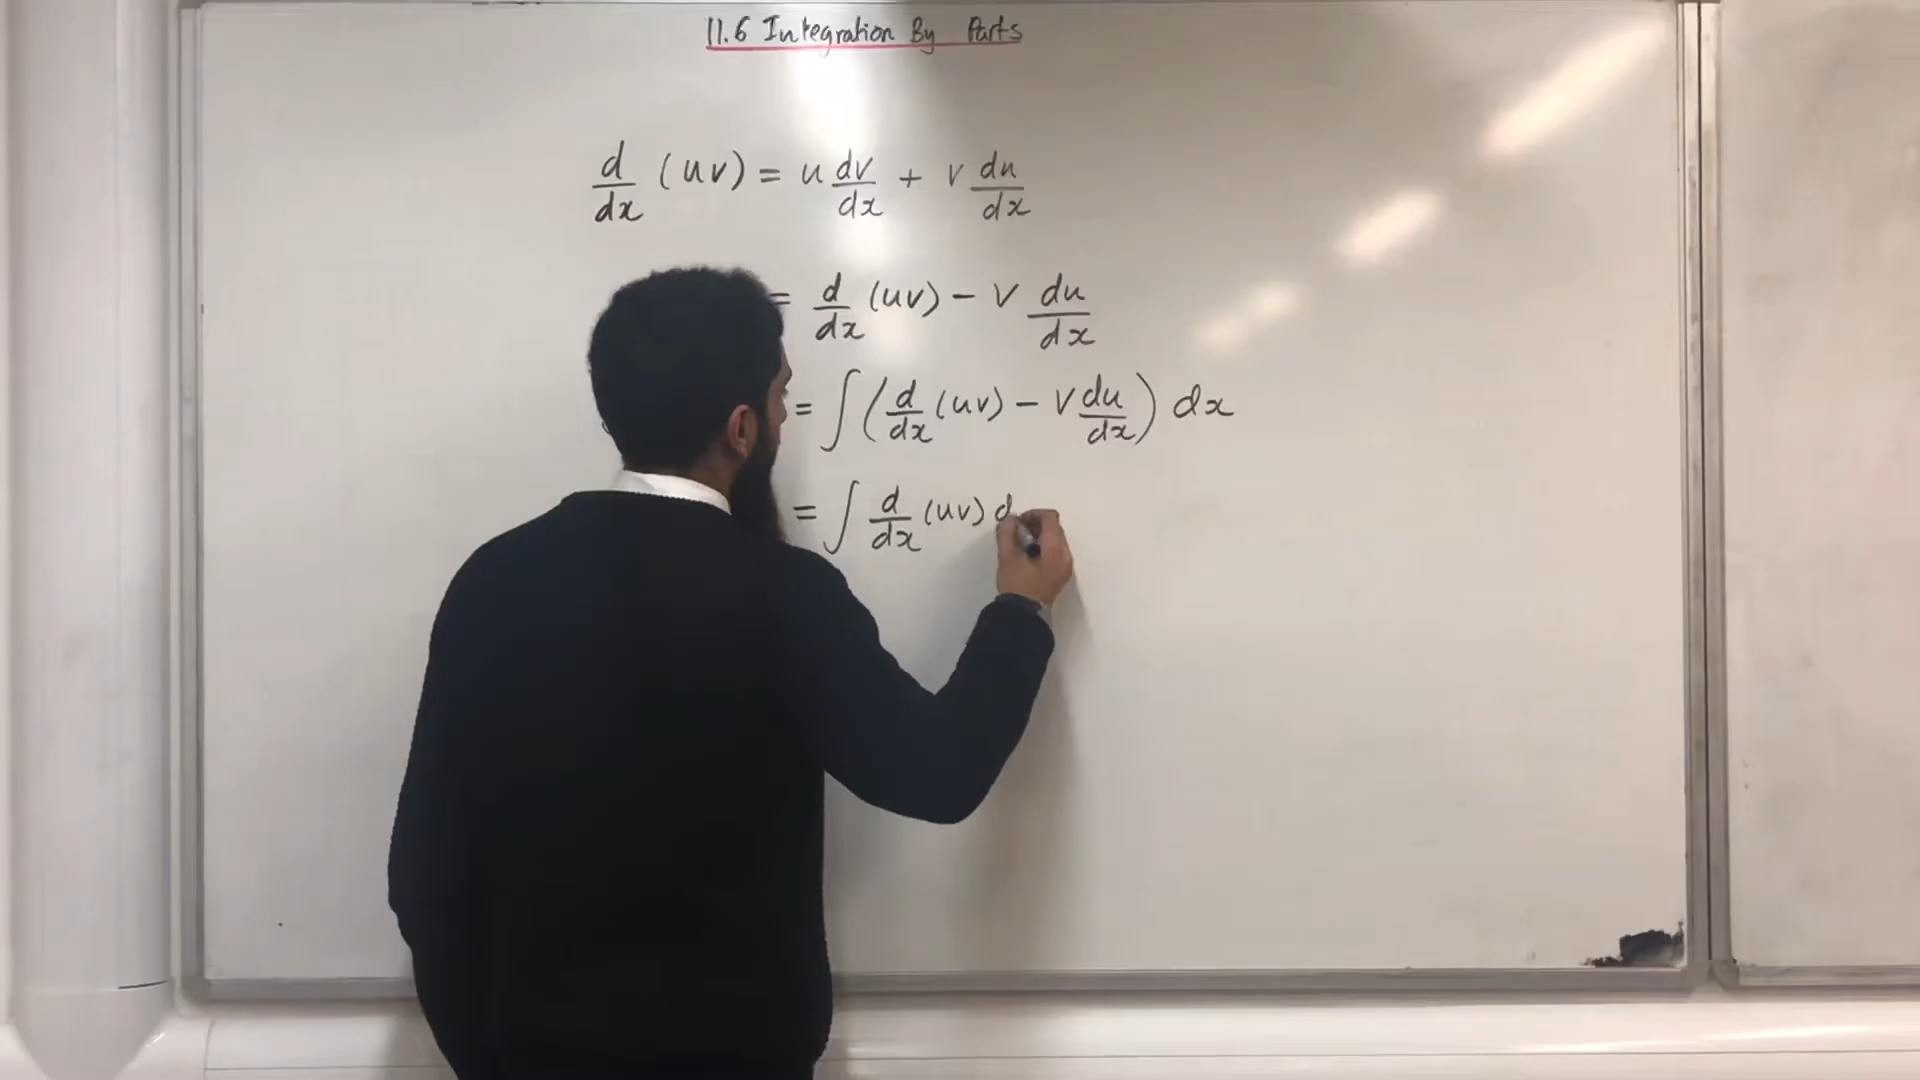 11.6 Integration By Parts
d/dx (uv) = u dv/dx + v du/dx
= d/dx (uv) - v du/dx
= ∫ ( d/dx (uv) - v du/dx ) dx
= ∫ d/dx (uv) d